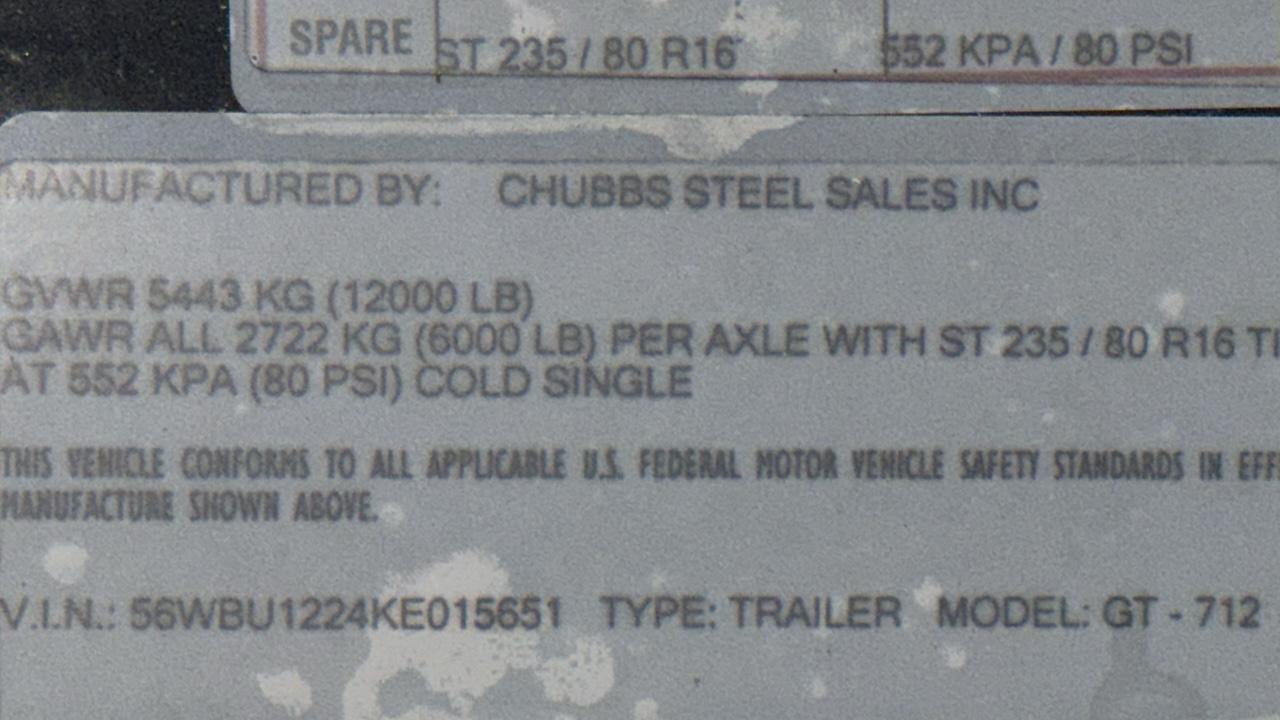 SPARE ST 235 / 80 R16 552 KPA / 80 PSI
MANUFACTURED BY: CHUBBS STEEL SALES INC
GVWR 5443 KG (12000 LB)
GAWR ALL 2722 KG (6000 LB) PER AXLE WITH ST 235 / 80 R16 TI
AT 552 KPA (80 PSI) COLD SINGLE
THIS VEHICLE CONFORMS TO ALL APPLICABLE U.S. FEDERAL MOTOR VEHICLE SAFETY STANDARDS IN EFF
MANUFACTURE SHOWN ABOVE.
V.I.N.: 56WBU1224KE015651 TYPE: TRAILER MODEL: GT - 712